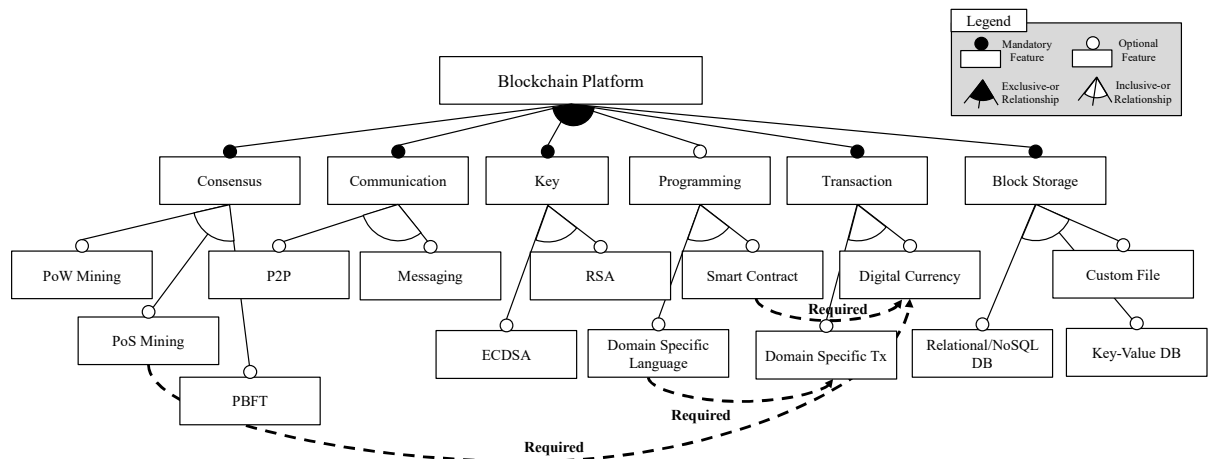 Legend
Mandatory
Feature
Optional
Feature
Exclusive-or
Relationship
Inclusive-or
Relationship
Blockchain Platform
Consensus
Communication
Key
Programming
Transaction
Block Storage
PoW Mining
P2P
Messaging
RSA
Smart Contract
Digital Currency
Custom File
Required
PoS Mining
ECDSA
Domain Specific
Language
Domain Specific Tx
Relational/NoSQL
DB
Key-Value DB
PBFT
Required
Required